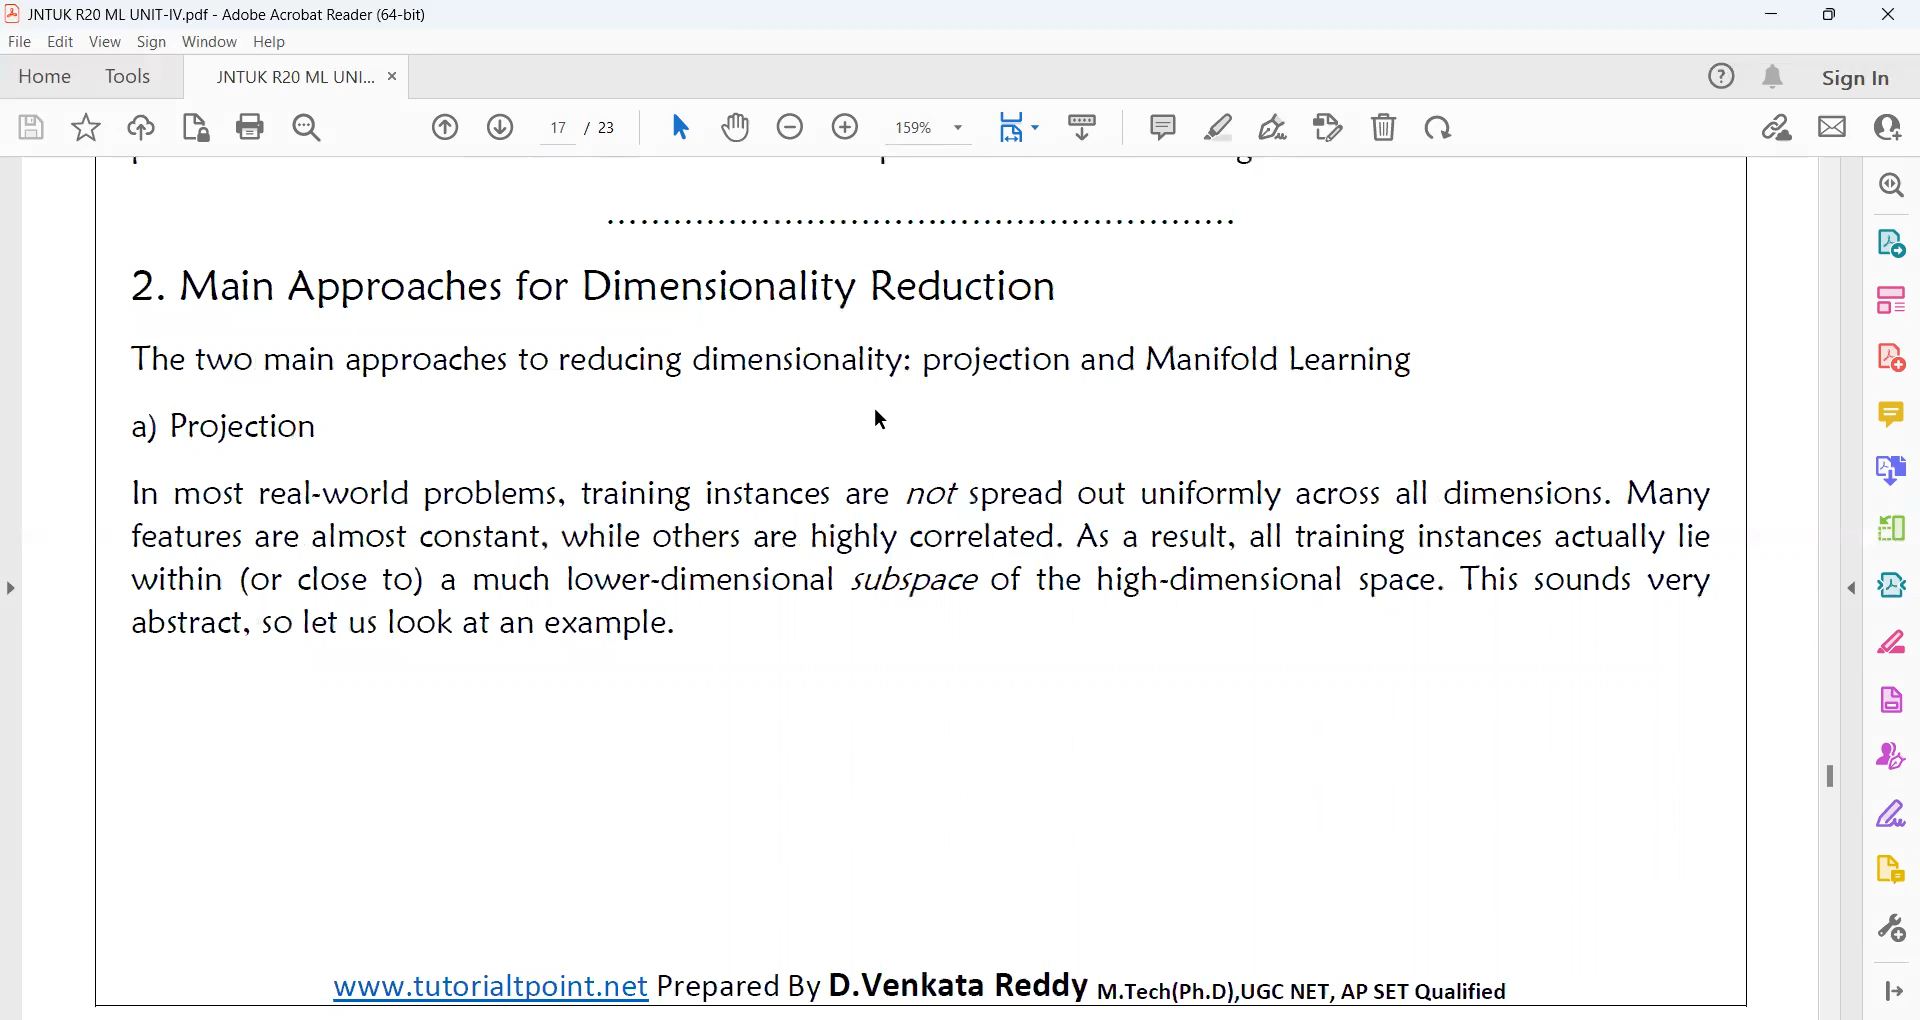 JNTUK R20 ML UNIT-IV.pdf - Adobe Acrobat Reader (64-bit)
File Edit View Sign Window Help
Home Tools JNTUK R20 ML UNI... × Sign In
17 / 23 159%
2. Main Approaches for Dimensionality Reduction
The two main approaches to reducing dimensionality: projection and Manifold Learning
a) Projection
In most real-world problems, training instances are not spread out uniformly across all dimensions. Many
features are almost constant, while others are highly correlated. As a result, all training instances actually lie
within (or close to) a much lower-dimensional subspace of the high-dimensional space. This sounds very
abstract, so let us look at an example.
www.tutorialtpoint.net Prepared By D.Venkata Reddy M.Tech(Ph.D),UGC NET, AP SET Qualified